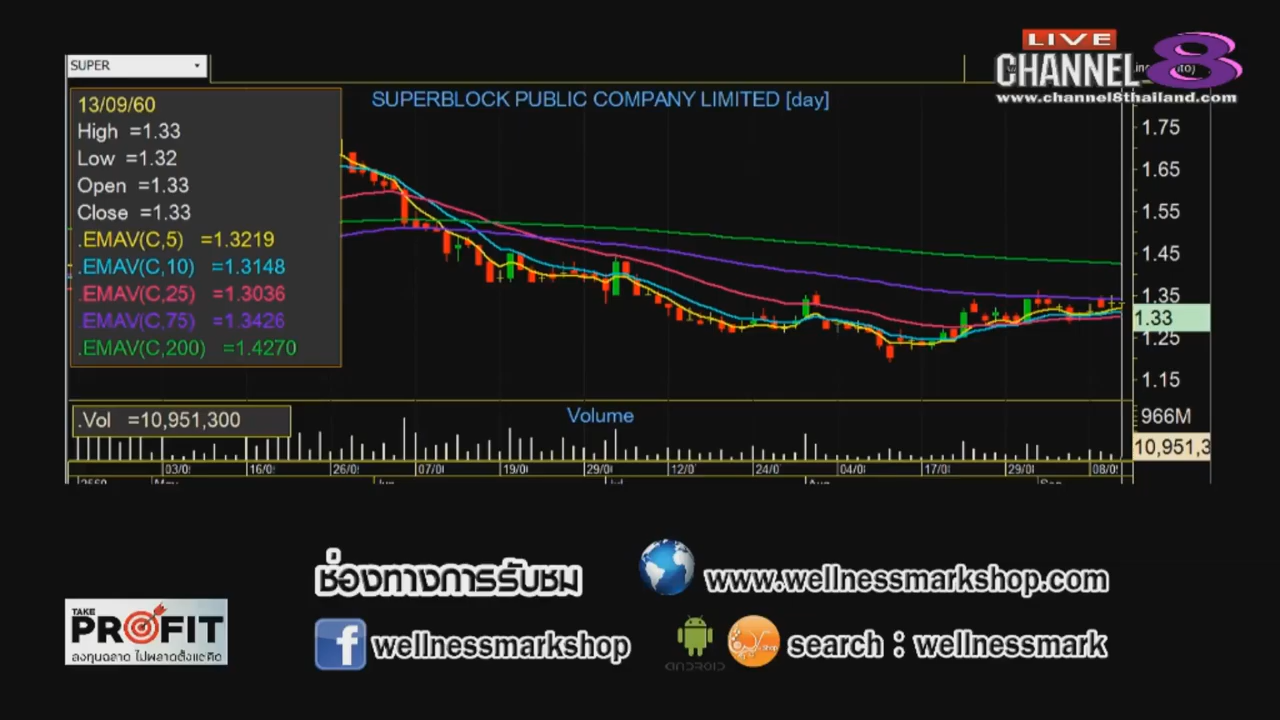 LIVE
CHANNEL 8
www.channel8thailand.com
SUPER
SUPERBLOCK PUBLIC COMPANY LIMITED [day]
13/09/60
High =1.33
Low =1.32
Open =1.33
Close =1.33
.EMAV(C,5) =1.3219
.EMAV(C,10) =1.3148
.EMAV(C,25) =1.3036
.EMAV(C,75) =1.3426
.EMAV(C,200) =1.4270
1.75
1.65
1.55
1.45
1.35
1.33
1.25
1.15
.Vol =10,951,300
Volume
966M
10,951,3
03/0 16/0 26/0 07/0 19/0 29/0 12/0 24/0 04/0 17/0 29/0 08/0
ช่องทางการรับชม
www.wellnessmarkshop.com
TAKE
PROFIT
ลงทุนฉลาด ไม่พลาดตั้งแต่คิด
wellnessmarkshop
ANDROID
search : wellnessmark